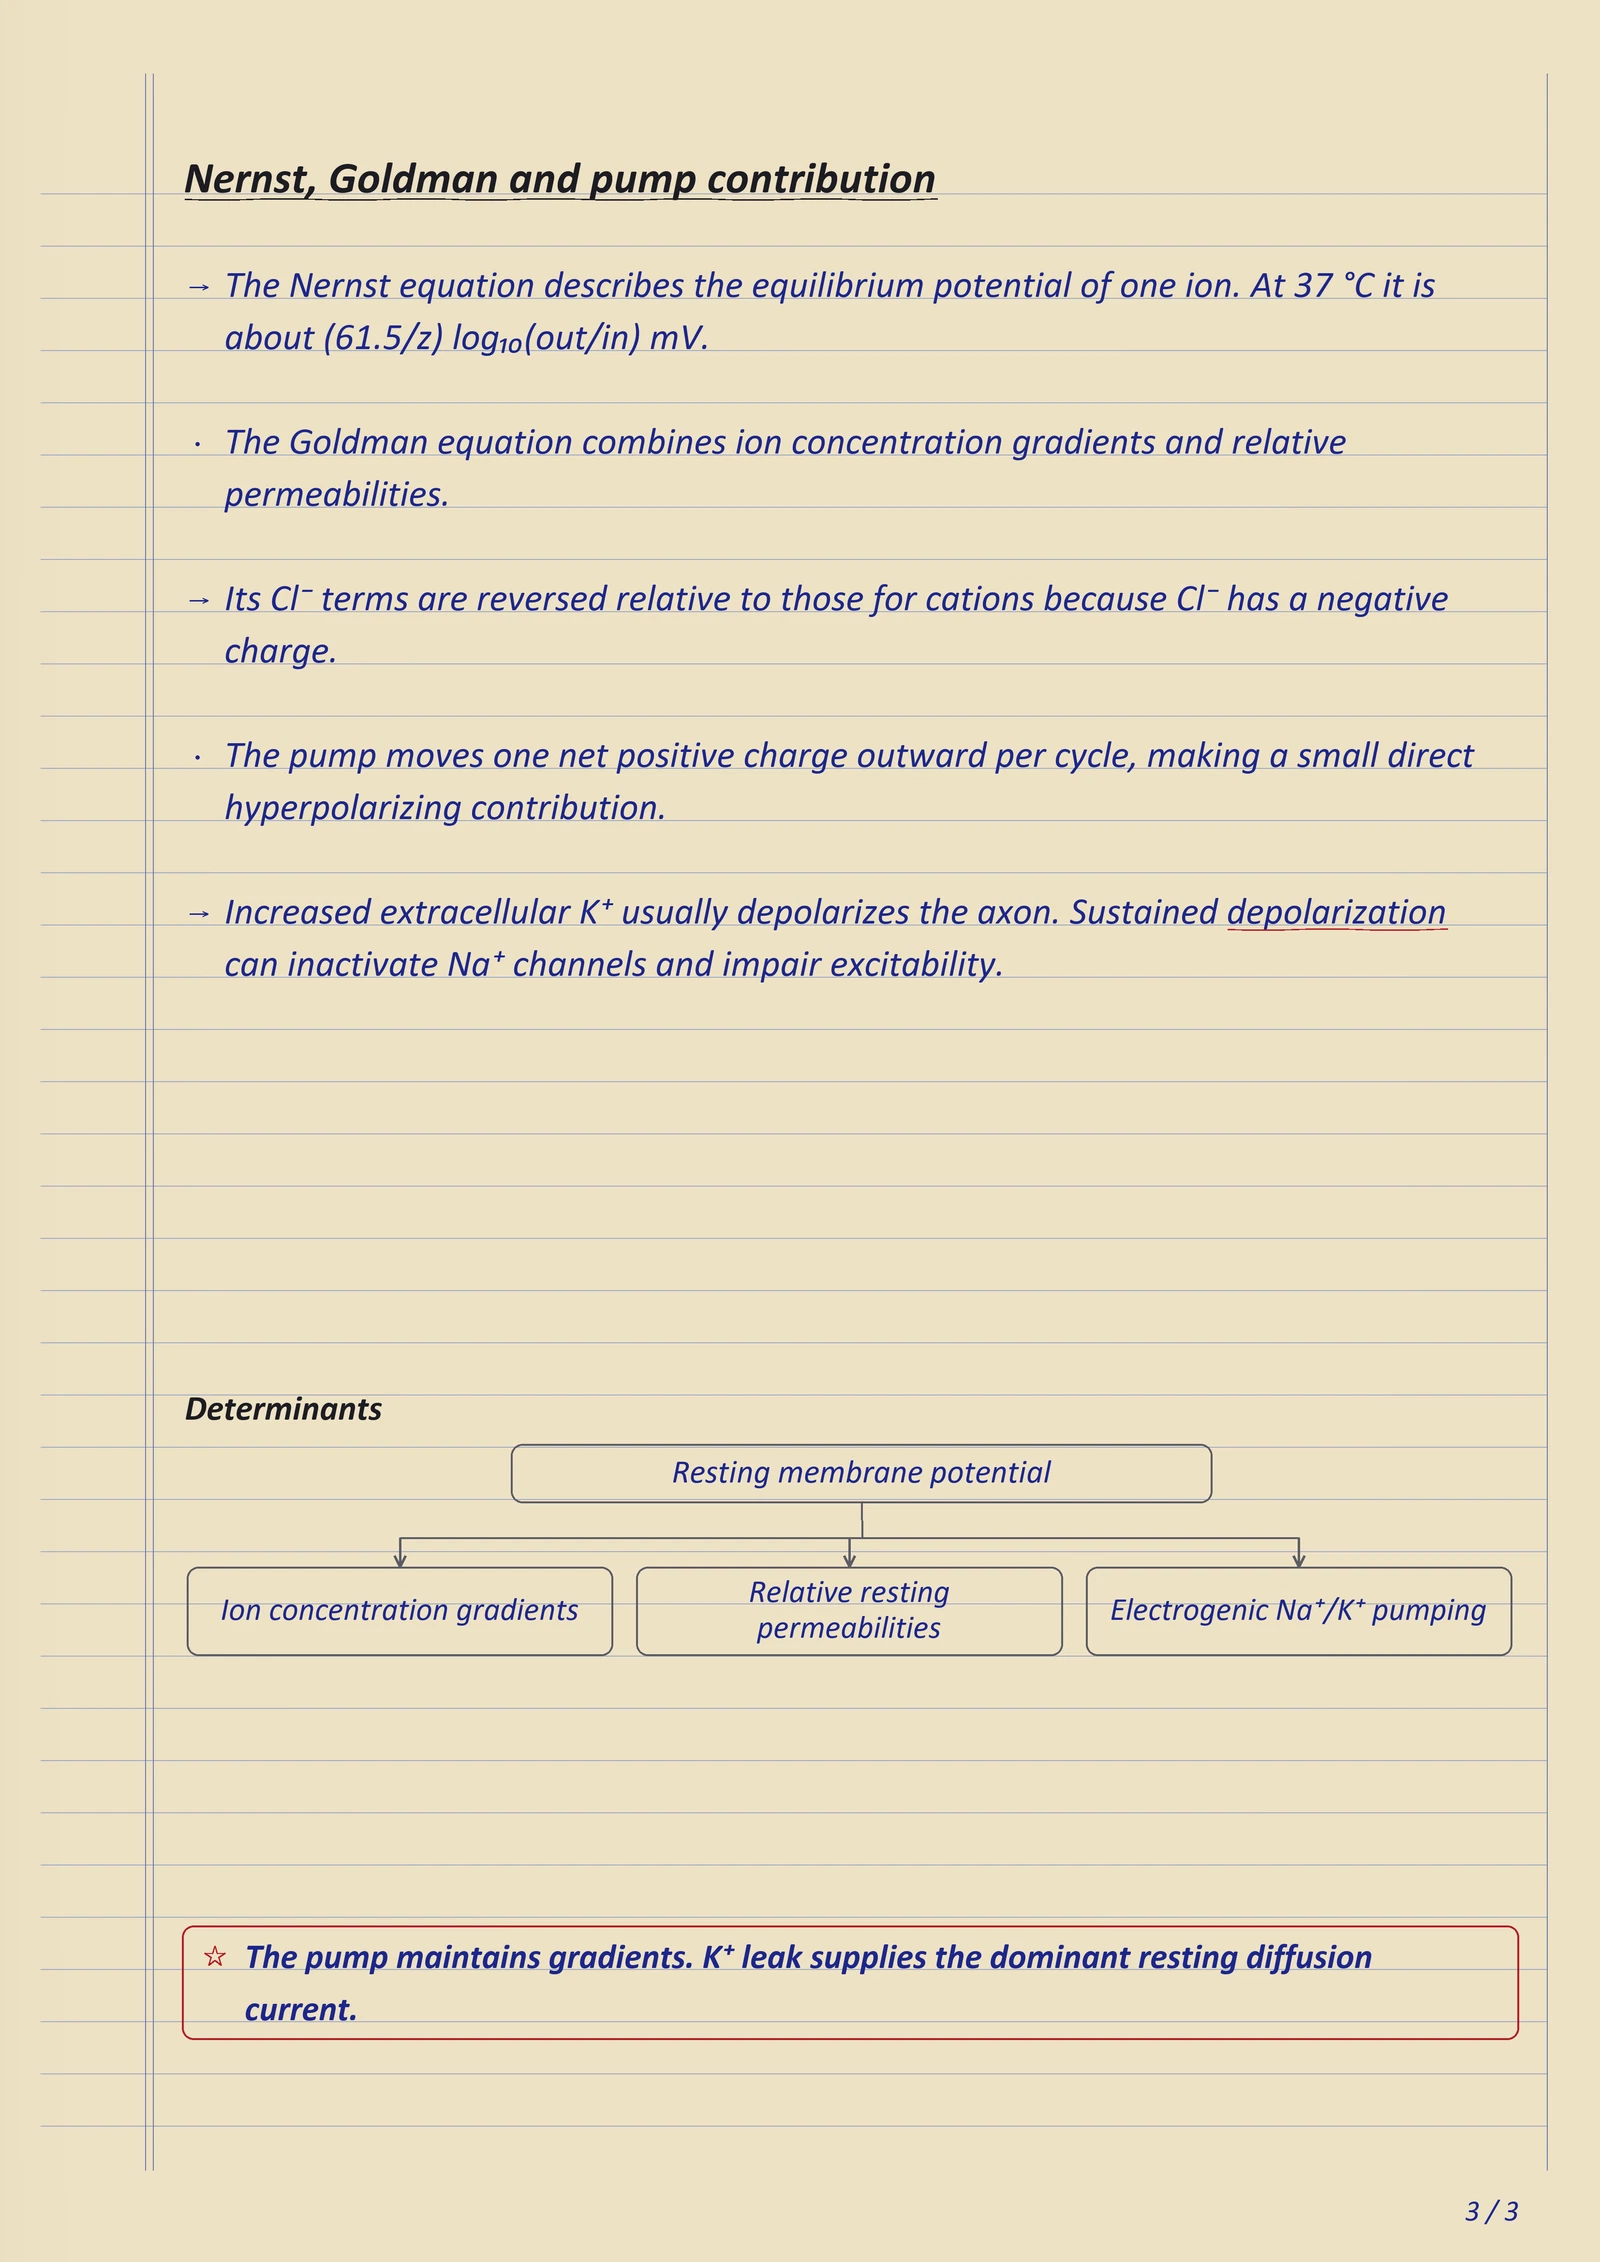 Nernst, Goldman and pump contribution
→ The Nernst equation describes the equilibrium potential of one ion. At 37 °C it is
about (61.5/z) log₁₀(out/in) mV.
· The Goldman equation combines ion concentration gradients and relative
permeabilities.
→ Its Cl⁻ terms are reversed relative to those for cations because Cl⁻ has a negative
charge.
· The pump moves one net positive charge outward per cycle, making a small direct
hyperpolarizing contribution.
→ Increased extracellular K⁺ usually depolarizes the axon. Sustained depolarization
can inactivate Na⁺ channels and impair excitability.
Determinants
Resting membrane potential
Ion concentration gradients
Relative resting
permeabilities
Electrogenic Na⁺/K⁺ pumping
☆ The pump maintains gradients. K⁺ leak supplies the dominant resting diffusion
current.
3 / 3